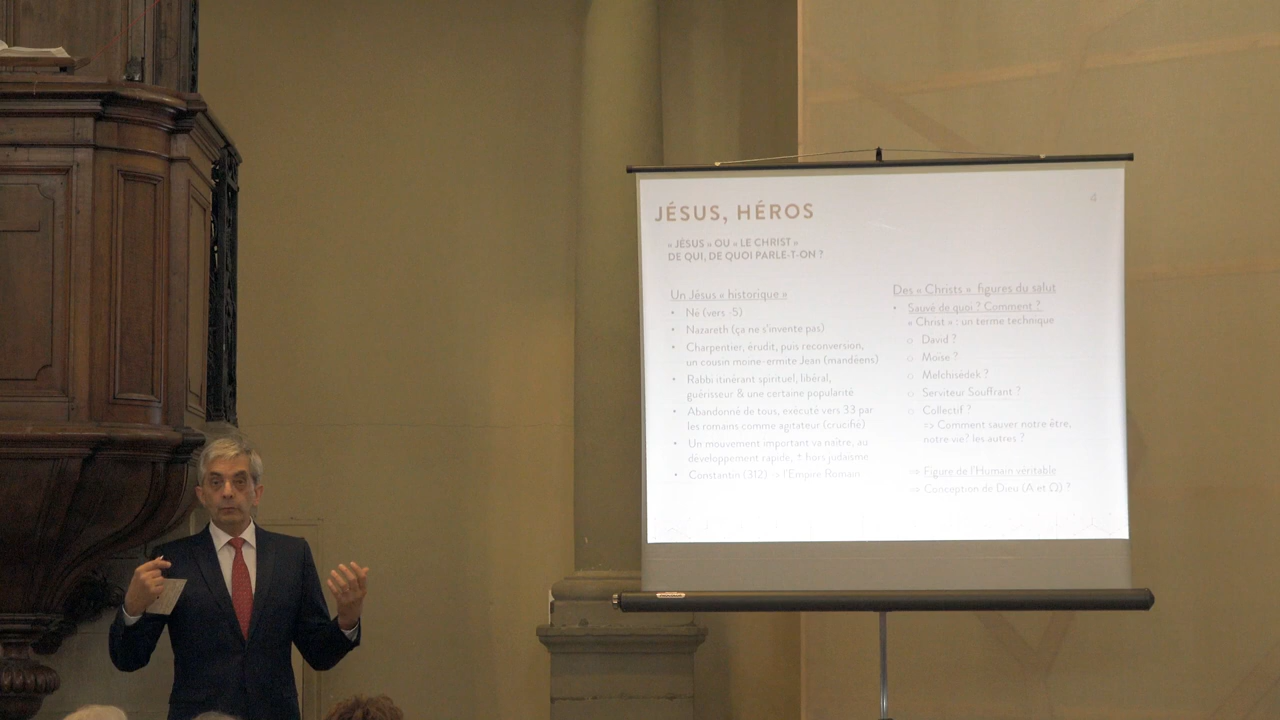 4
JÉSUS, HÉROS
« JÉSUS » OU « LE CHRIST »
DE QUI, DE QUOI PARLE-T-ON ?
Un Jésus « historique »
• Né (vers -5)
• Nazareth (ça ne s'invente pas)
• Charpentier, érudit, puis reconversion,
un cousin moine-ermite Jean (mandéens)
• Rabbi itinérant spirituel, libéral,
guérisseur & une certaine popularité
• Abandonné de tous, exécuté vers 33 par
les romains comme agitateur (crucifié)
• Un mouvement important va naître, au
développement rapide, † hors judaïsme
• Constantin (312) -> l'Empire Romain
Des « Christs » figures du salut
• Sauvé de quoi ? Comment ?
« Christ » : un terme technique
o David ?
o Moïse ?
o Melchisédek ?
o Serviteur Souffrant ?
o Collectif ?
=> Comment sauver notre être,
notre vie? les autres ?
=> Figure de l'Humain véritable
=> Conception de Dieu (Α et Ω) ?